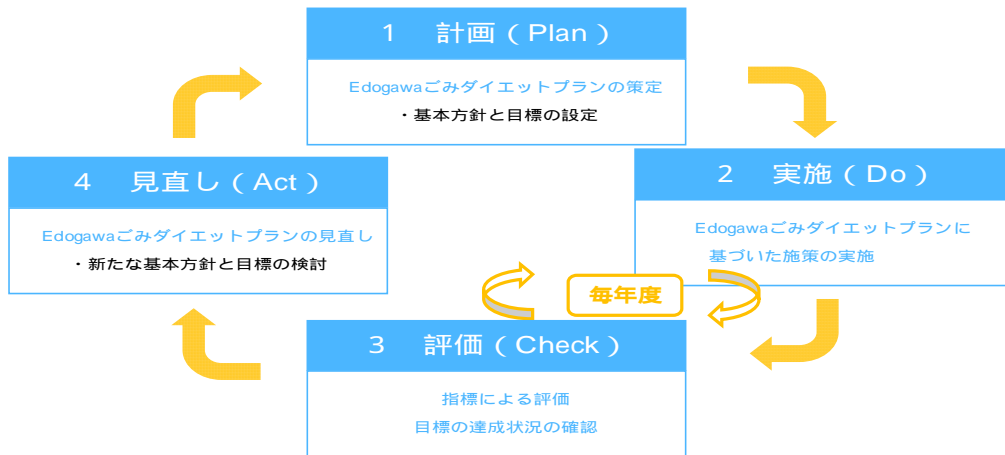 1 計画（Plan）
Edogawaごみダイエットプランの策定
・基本方針と目標の設定
2 実施（Do）
Edogawaごみダイエットプランに
基づいた施策の実施
毎年度
3 評価（Check）
指標による評価
目標の達成状況の確認
4 見直し（Act）
Edogawaごみダイエットプランの見直し
・新たな基本方針と目標の検討